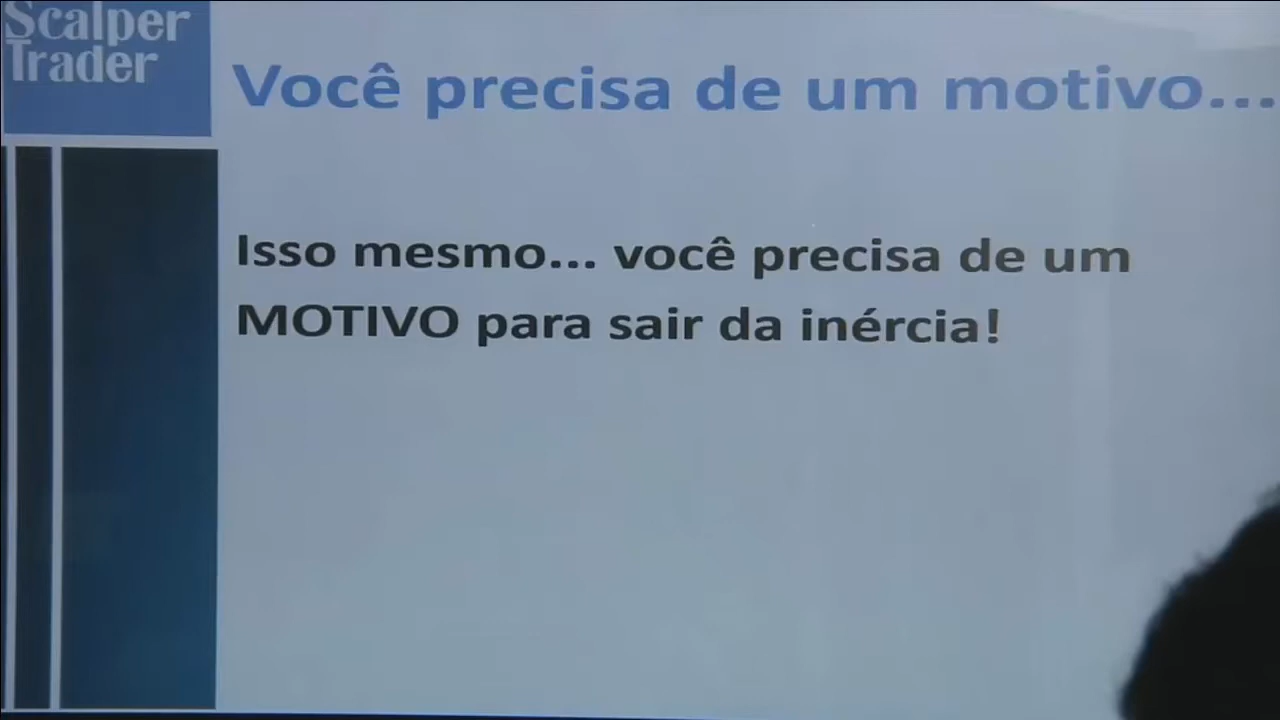 Scalper
Trader
Você precisa de um motivo...
Isso mesmo... você precisa de um
MOTIVO para sair da inércia!